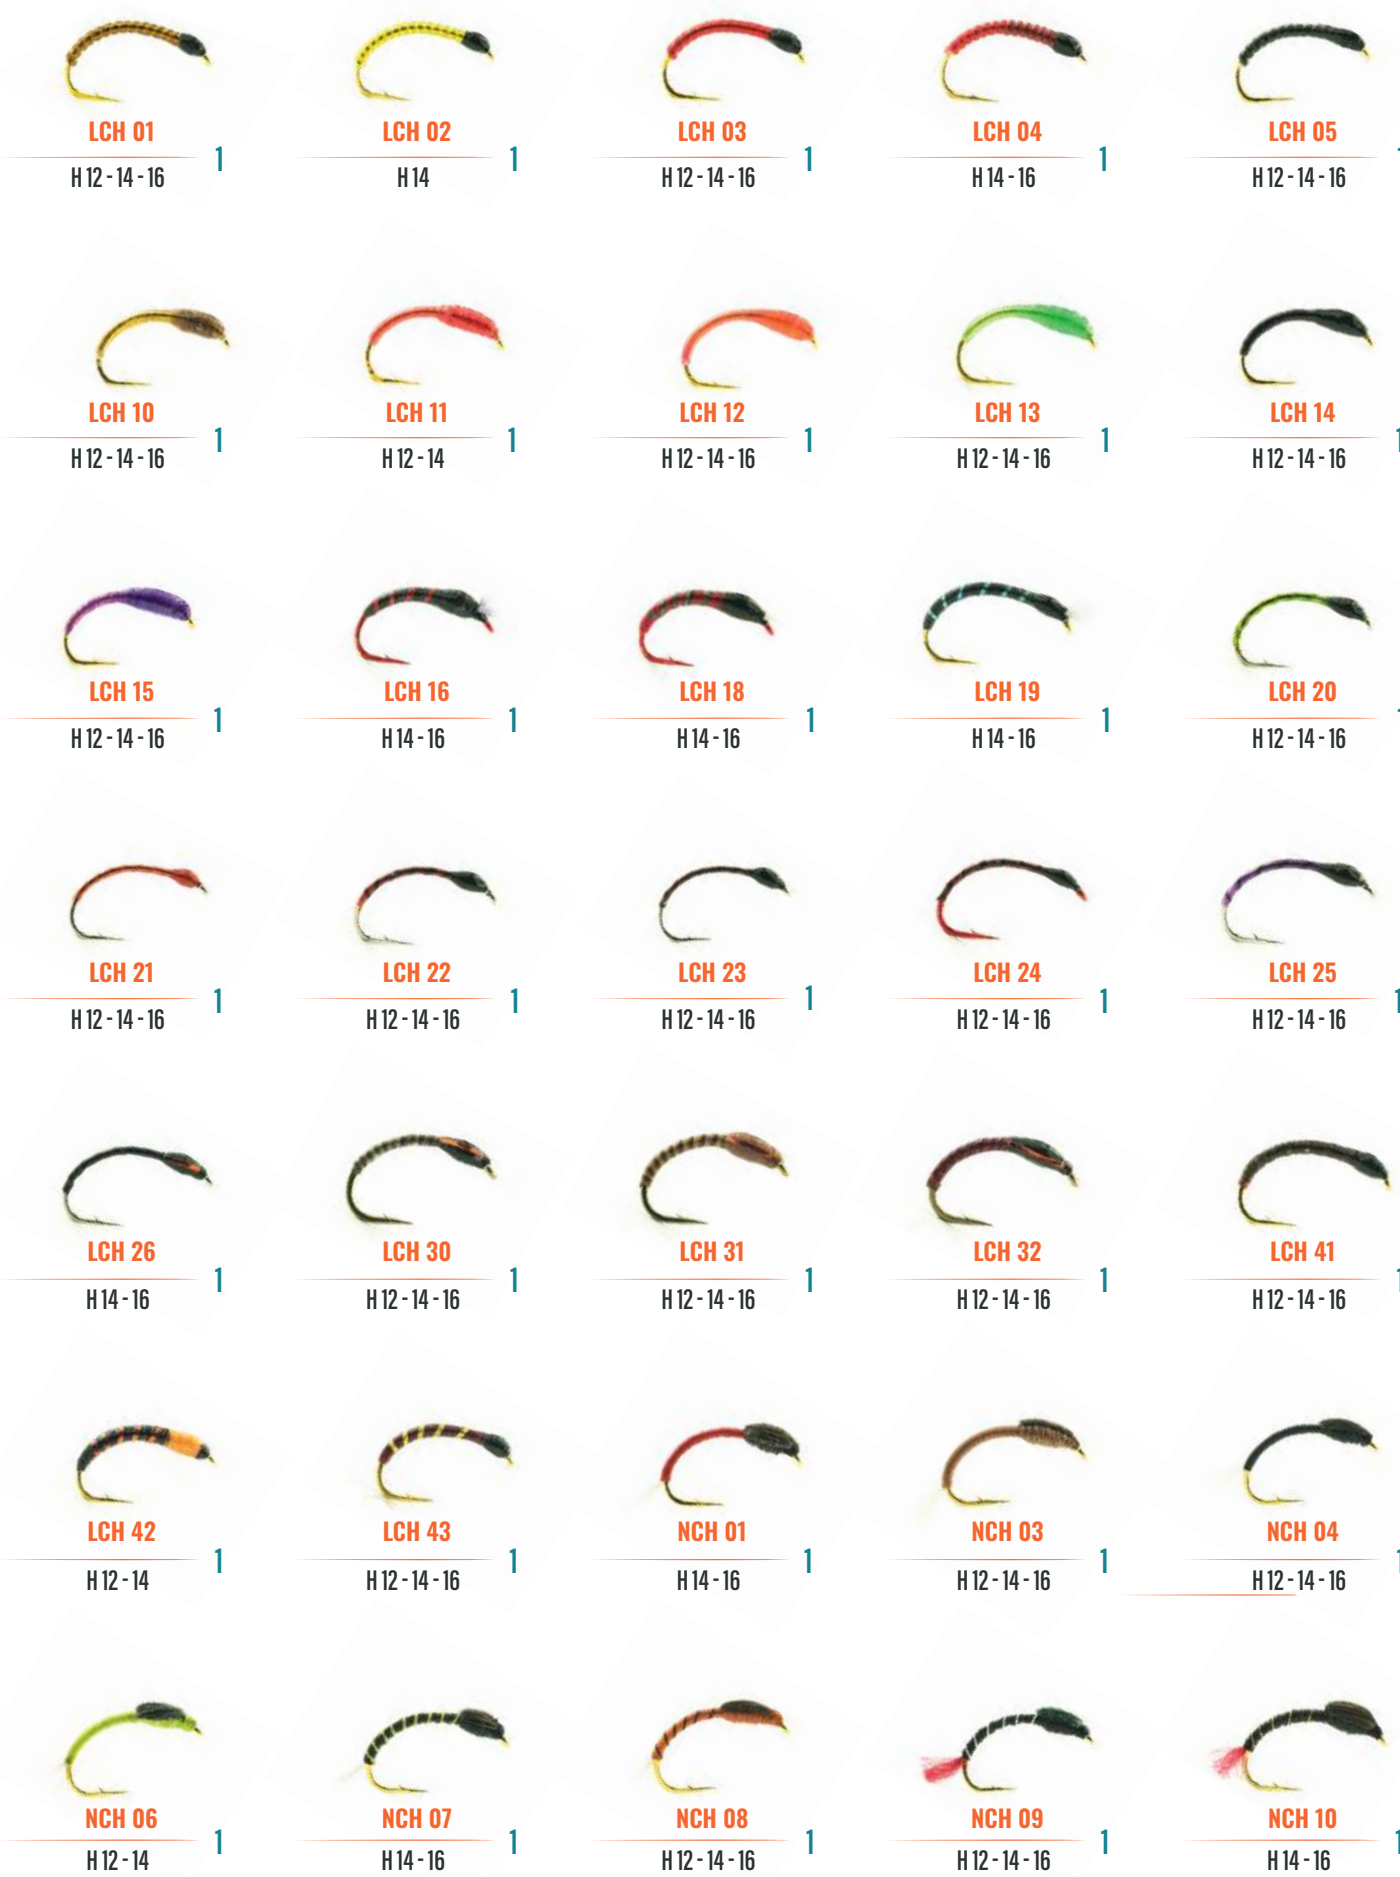 LCH 01
1
H 12 - 14 - 16
LCH 02
1
H 14
LCH 03
1
H 12 - 14 - 16
LCH 04
1
H 14 - 16
LCH 05
1
H 12 - 14 - 16
LCH 10
1
H 12 - 14 - 16
LCH 11
1
H 12 - 14
LCH 12
1
H 12 - 14 - 16
LCH 13
1
H 12 - 14 - 16
LCH 14
1
H 12 - 14 - 16
LCH 15
1
H 12 - 14 - 16
LCH 16
1
H 14 - 16
LCH 18
1
H 14 - 16
LCH 19
1
H 14 - 16
LCH 20
1
H 12 - 14 - 16
LCH 21
1
H 12 - 14 - 16
LCH 22
1
H 12 - 14 - 16
LCH 23
1
H 12 - 14 - 16
LCH 24
1
H 12 - 14 - 16
LCH 25
1
H 12 - 14 - 16
LCH 26
1
H 14 - 16
LCH 30
1
H 12 - 14 - 16
LCH 31
1
H 12 - 14 - 16
LCH 32
1
H 12 - 14 - 16
LCH 41
1
H 12 - 14 - 16
LCH 42
1
H 12 - 14
LCH 43
1
H 12 - 14 - 16
NCH 01
1
H 14 - 16
NCH 03
1
H 12 - 14 - 16
NCH 04
1
H 12 - 14 - 16
NCH 06
1
H 12 - 14
NCH 07
1
H 14 - 16
NCH 08
1
H 12 - 14 - 16
NCH 09
1
H 12 - 14 - 16
NCH 10
1
H 14 - 16